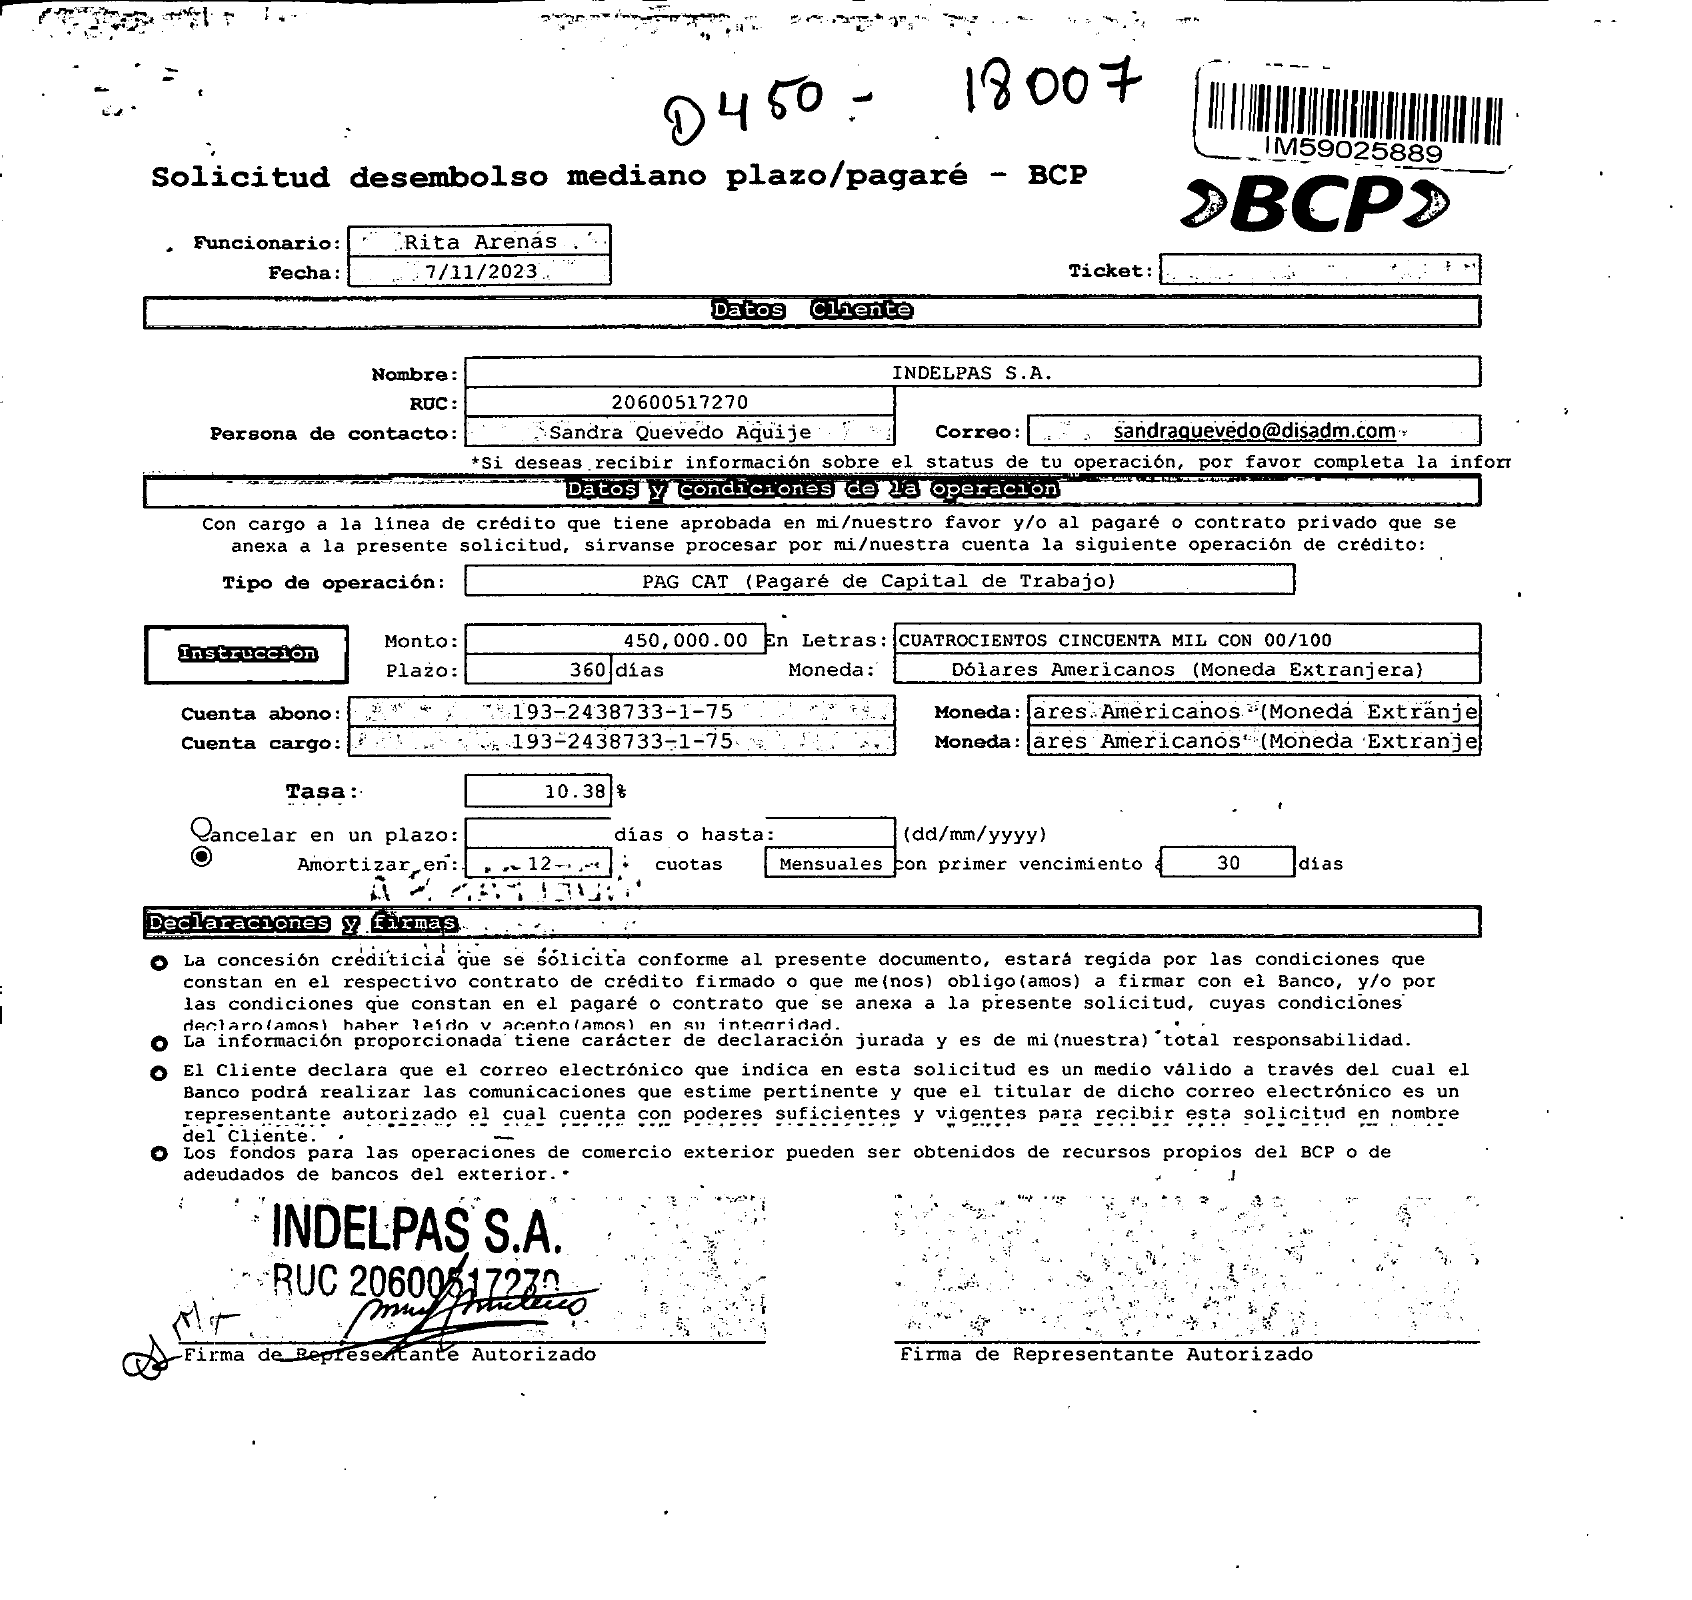 D 450 - 18007
IM59025889
Solicitud desembolso mediano plazo/pagaré - BCP
BCP
Funcionario: Rita Arenas
Fecha: 7/11/2023
Ticket:
Datos Cliente
Nombre: INDELPAS S.A.
RUC: 20600517270
Persona de contacto: Sandra Quevedo Aquije Correo: sandraquevedo@disadm.com
*Si deseas recibir información sobre el status de tu operación, por favor completa la infor
Datos y condiciones de la operación
Con cargo a la línea de crédito que tiene aprobada en mi/nuestro favor y/o al pagaré o contrato privado que se
anexa a la presente solicitud, sirvanse procesar por mi/nuestra cuenta la siguiente operación de crédito:
Tipo de operación: PAG CAT (Pagaré de Capital de Trabajo)
Instrucción
Monto: 450,000.00 En Letras: CUATROCIENTOS CINCUENTA MIL CON 00/100
Plazo: 360 días Moneda: Dólares Americanos (Moneda Extranjera)
Cuenta abono: 193-2438733-1-75 Moneda: ares Americanos (Moneda Extranje
Cuenta cargo: 193-2438733-1-75 Moneda: ares Americanos (Moneda Extranje
Tasa: 10.38 %
ancelar en un plazo: días o hasta: (dd/mm/yyyy)
Amortizar en: 12 cuotas Mensuales con primer vencimiento 30 días
Declaraciones y firmas
La concesión crediticia que se solicita conforme al presente documento, estará regida por las condiciones que
constan en el respectivo contrato de crédito firmado o que me(nos) obligo(amos) a firmar con el Banco, y/o por
las condiciones que constan en el pagaré o contrato que se anexa a la presente solicitud, cuyas condiciones
declaro(amos) haber leído y acepto(amos) en su integridad.
La información proporcionada tiene carácter de declaración jurada y es de mi(nuestra) total responsabilidad.
El Cliente declara que el correo electrónico que indica en esta solicitud es un medio válido a través del cual el
Banco podrá realizar las comunicaciones que estime pertinente y que el titular de dicho correo electrónico es un
representante autorizado el cual cuenta con poderes suficientes y vigentes para recibir esta solicitud en nombre
del Cliente.
Los fondos para las operaciones de comercio exterior pueden ser obtenidos de recursos propios del BCP o de
adeudados de bancos del exterior.
INDELPAS S.A.
RUC 20600517270
Firma de Representante Autorizado
Firma de Representante Autorizado